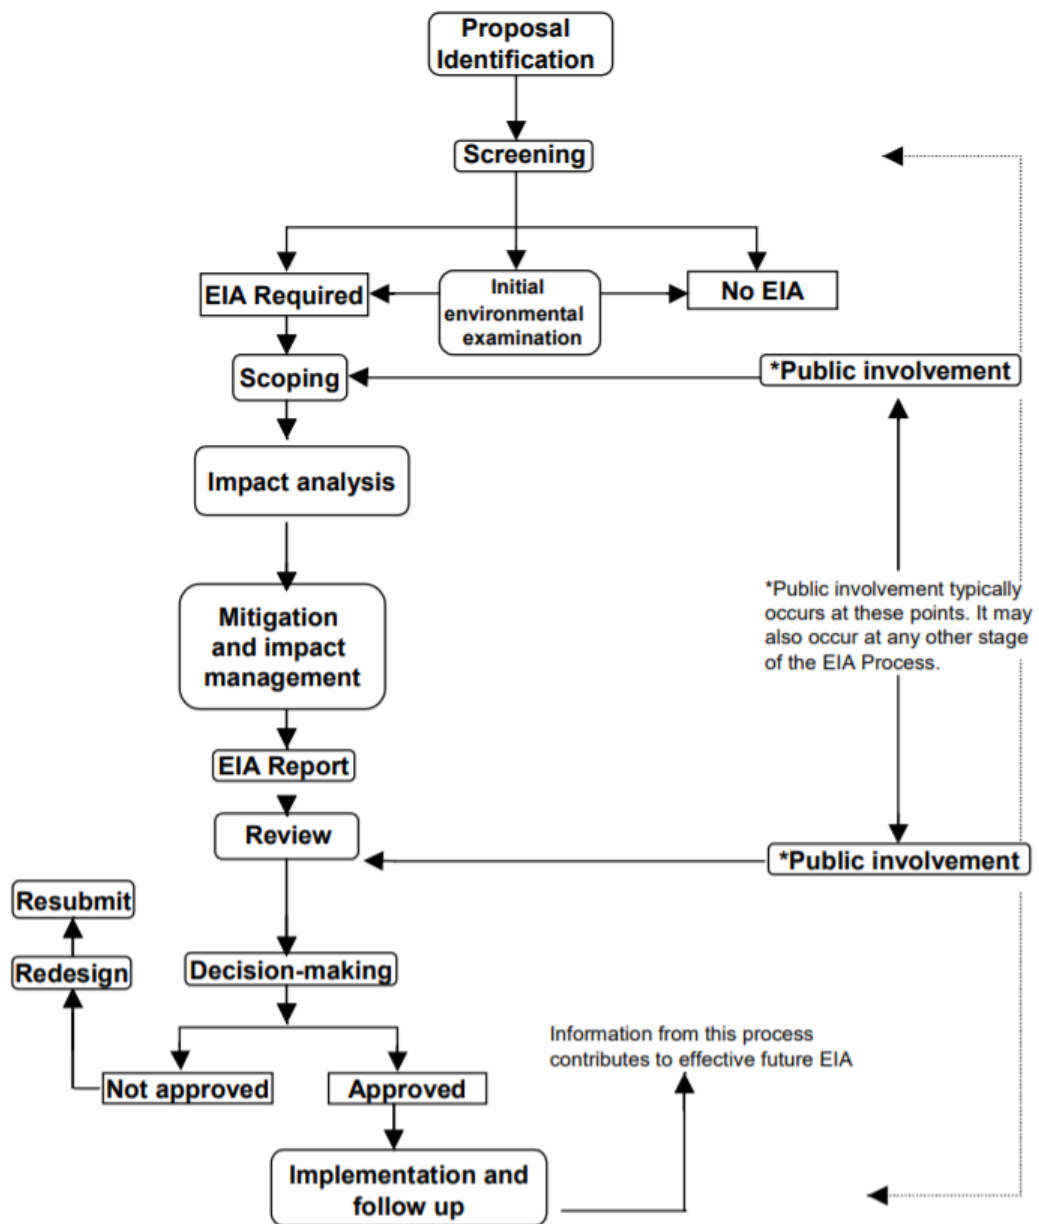 Proposal
Identification
Screening
EIA Required
Initial
environmental
examination
No EIA
Scoping
*Public involvement
Impact analysis
*Public involvement typically
occurs at these points. It may
also occur at any other stage
of the EIA Process.
Mitigation
and impact
management
EIA Report
Review
*Public involvement
Resubmit
Redesign
Decision-making
Information from this process
contributes to effective future EIA
Not approved
Approved
Implementation and
follow up